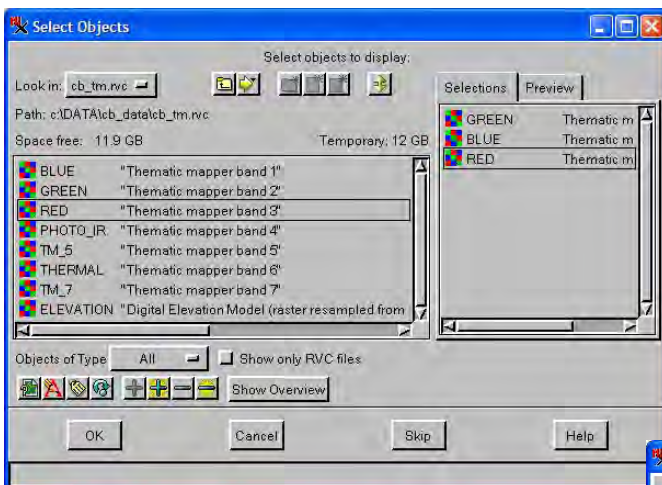 Select Objects
Select objects to display:
Look in: cb_tm.rvc
Path: c:\DATA\cb_data\cb_tm.rvc
Space free: 11.9 GB Temporary: 12 GB
BLUE "Thematic mapper band 1"
GREEN "Thematic mapper band 2"
RED "Thematic mapper band 3"
PHOTO_IR "Thematic mapper band 4"
TM_5 "Thematic mapper band 5"
THERMAL "Thematic mapper band 6"
TM_7 "Thematic mapper band 7"
ELEVATION "Digital Elevation Model (raster resampled from
Selections Preview
GREEN Thematic m
BLUE Thematic m
RED Thematic m
Objects of Type All Show only RVC files
Show Overview
OK Cancel Skip Help